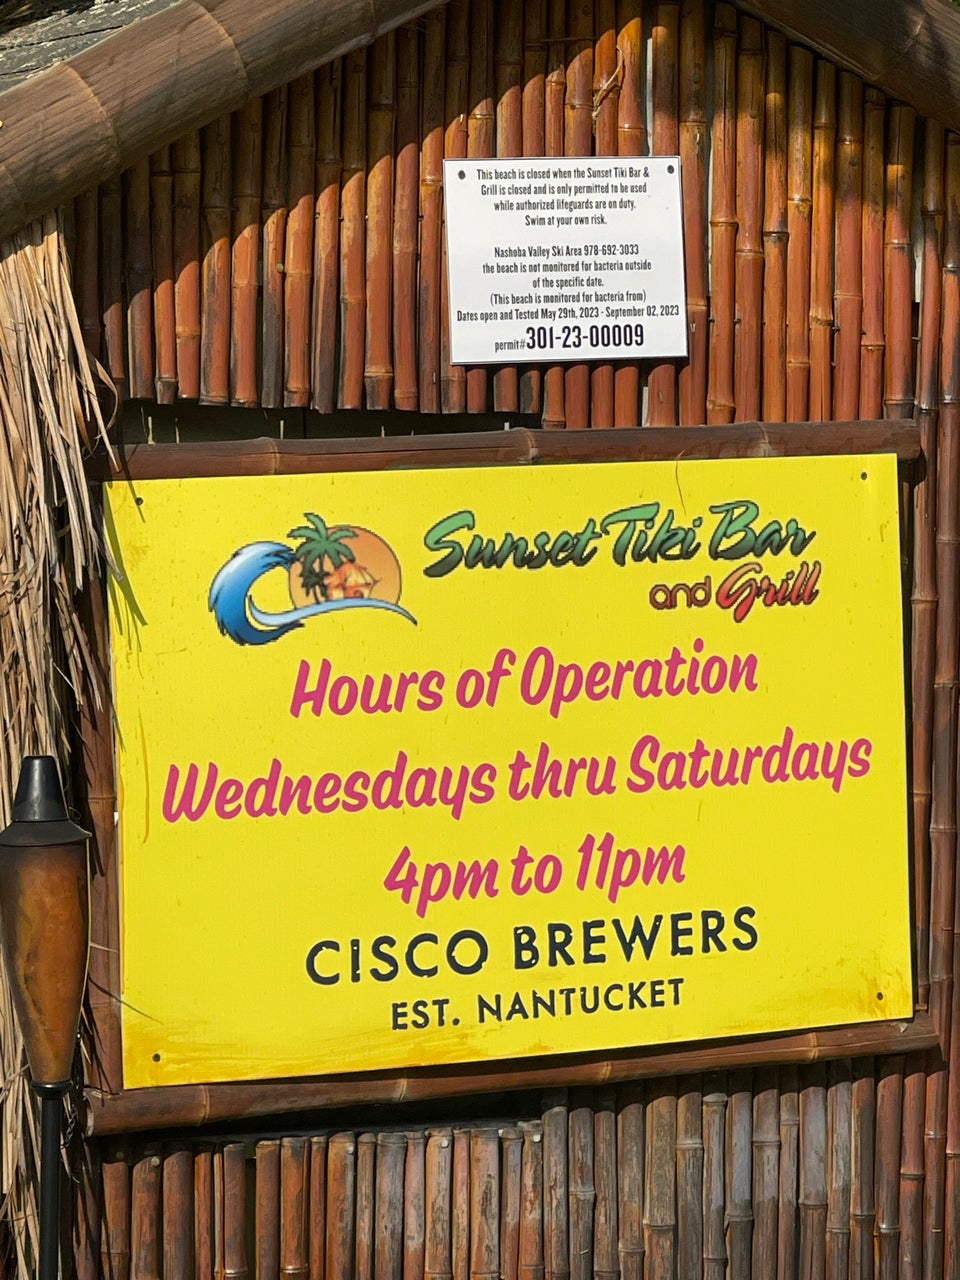 This beach is closed when the Sunset Tiki Bar &
Grill is closed and is only permitted to be used
while authorized lifeguards are on duty.
Swim at your own risk.
Nashoba Valley Ski Area 978-692-3033
the beach is not monitored for bacteria outside
of the specific date.
(This beach is monitored for bacteria from)
Dates open and Tested May 29th, 2023 - September 02, 2023
permit# 301-23-00009
Sunset Tiki Bar
and Grill
Hours of Operation
Wednesdays thru Saturdays
4pm to 11pm
CISCO BREWERS
EST. NANTUCKET